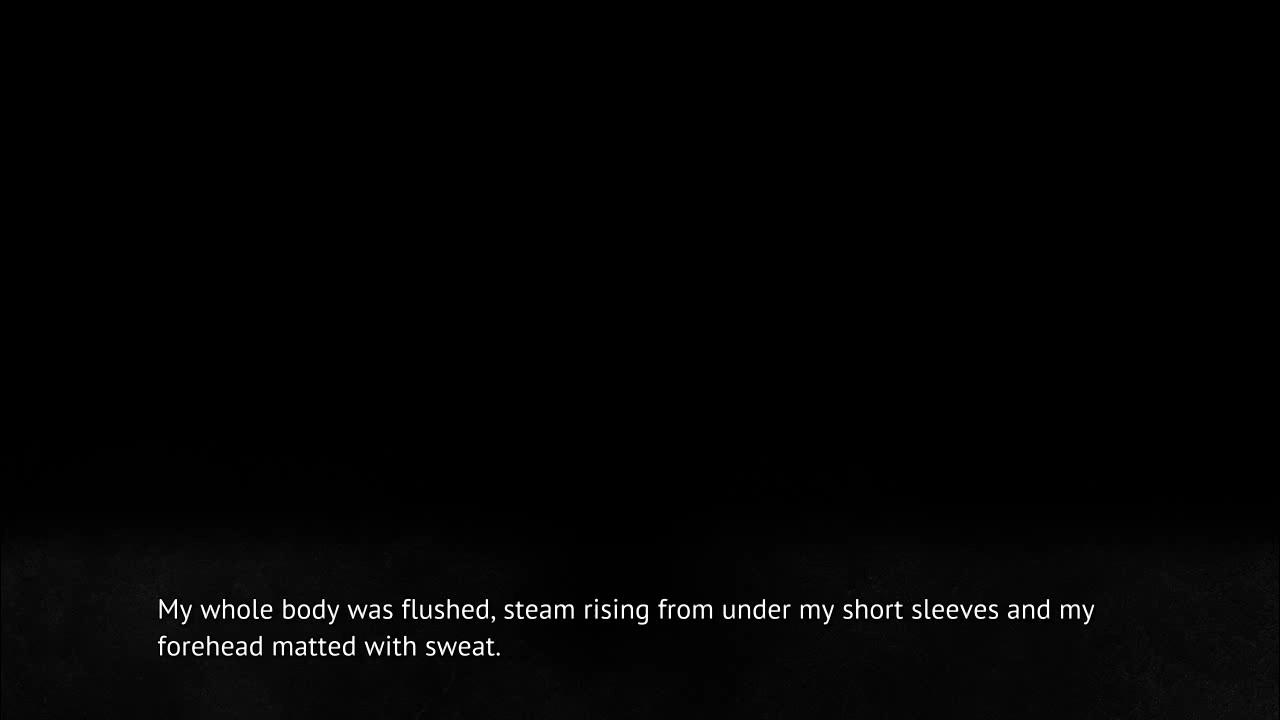 My whole body was flushed, steam rising from under my short sleeves and my
forehead matted with sweat.